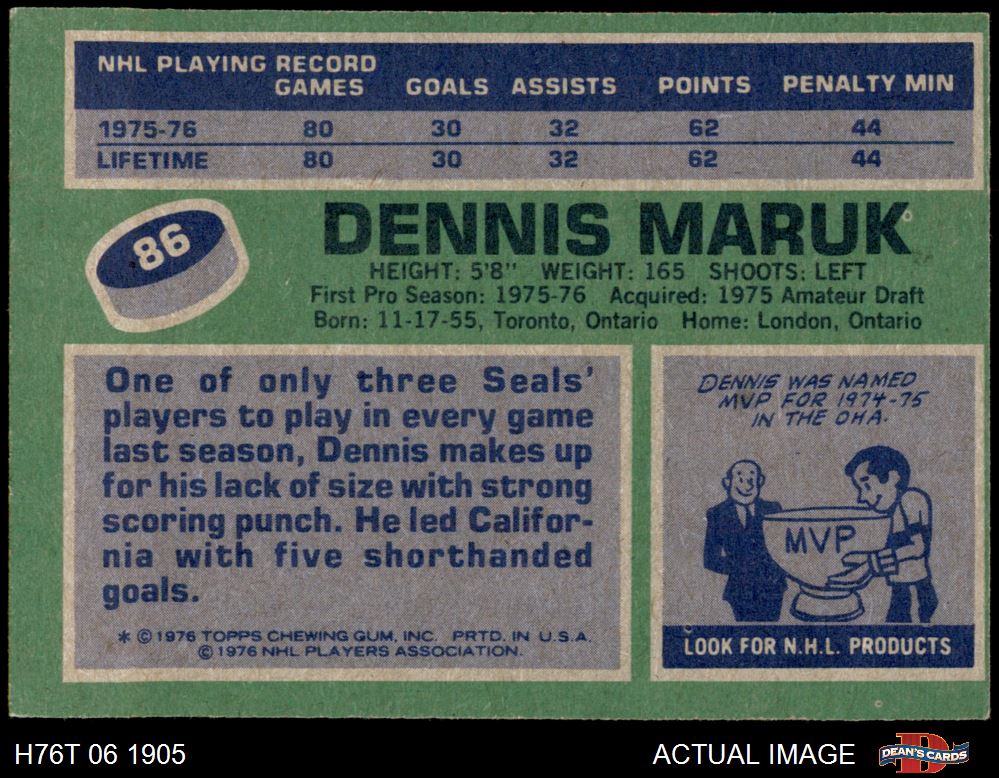 NHL PLAYING RECORD
GAMES GOALS ASSISTS POINTS PENALTY MIN
1975-76 80 30 32 62 44
LIFETIME 80 30 32 62 44
86
DENNIS MARUK
HEIGHT: 5'8" WEIGHT: 165 SHOOTS: LEFT
First Pro Season: 1975-76 Acquired: 1975 Amateur Draft
Born: 11-17-55, Toronto, Ontario Home: London, Ontario
One of only three Seals'
players to play in every game
last season, Dennis makes up
for his lack of size with strong
scoring punch. He led Califor-
nia with five shorthanded
goals.
* © 1976 TOPPS CHEWING GUM, INC. PRTD. IN U.S.A.
© 1976 NHL PLAYERS ASSOCIATION.
DENNIS WAS NAMED
MVP FOR 1974-75
IN THE OHA.
MVP
LOOK FOR N.H.L. PRODUCTS
H76T 06 1905
ACTUAL IMAGE
D
DEAN'S CARDS